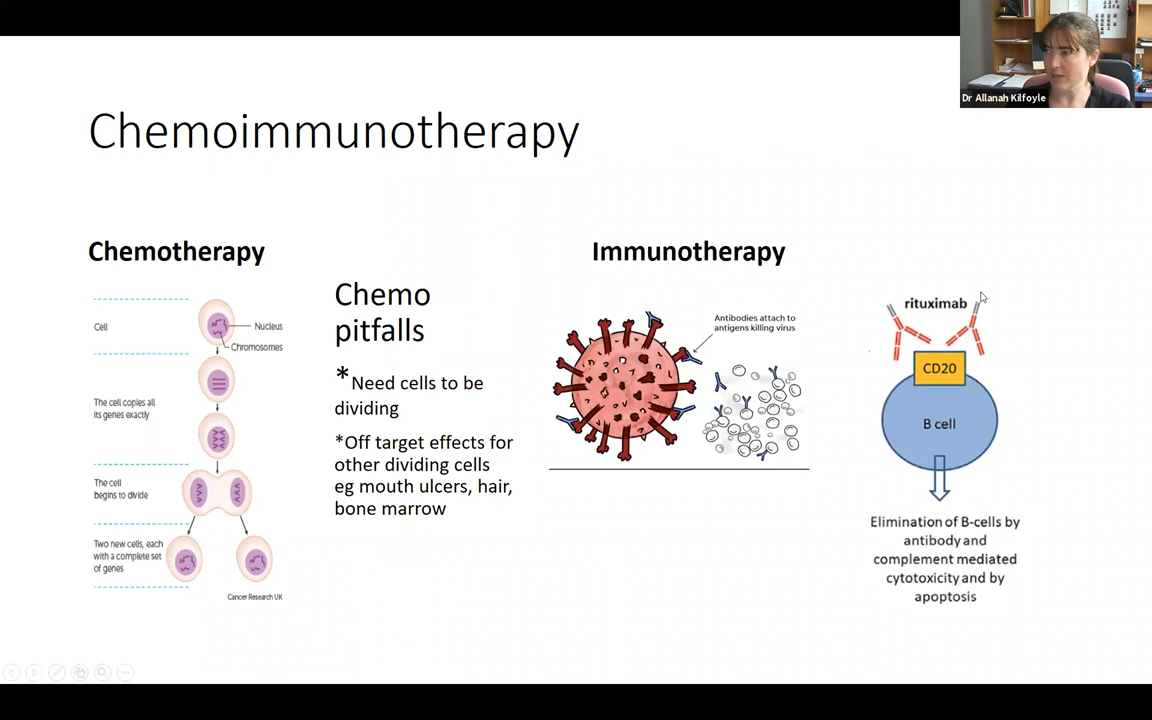 Dr Allanah Kilfoyle
Chemoimmunotherapy
Chemotherapy
Cell
Nucleus
Chromosomes
The cell copies all
its genes exactly
The cell
begins to divide
Two new cells, each
with a complete set
of genes
Cancer Research UK
Chemo
pitfalls
*Need cells to be
dividing
*Off target effects for
other dividing cells
eg mouth ulcers, hair,
bone marrow
Immunotherapy
Antibodies attach to
antigens killing virus
rituximab
CD20
B cell
Elimination of B-cells by
antibody and
complement mediated
cytotoxicity and by
apoptosis